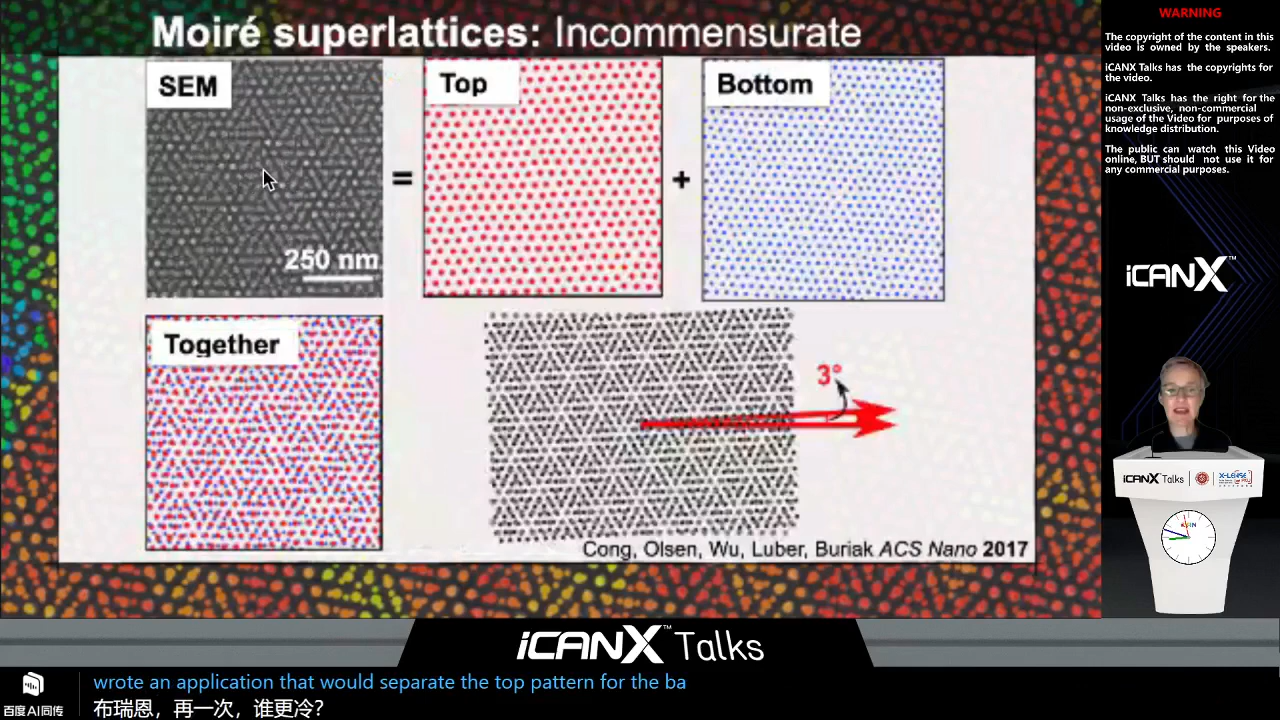 Moiré superlattices: Incommensurate
SEM
Top
Bottom
250 nm
=
+
Together
3°
Cong, Olsen, Wu, Luber, Buriak ACS Nano 2017
WARNING
The copyright of the content in this
video is owned by the speakers.
iCANX Talks has the copyrights for
the video.
iCANX Talks has the right for the
non-exclusive, non-commercial
usage of the Video for purposes of
knowledge distribution.
The public can watch this Video
online, BUT should not use it for
any commercial purposes.
iCANX™
iCANX Talks
X-LENSE
iCANX™ Talks
wrote an application that would separate the top pattern for the ba
百度AI同传
布瑞恩，再一次，谁更冷？